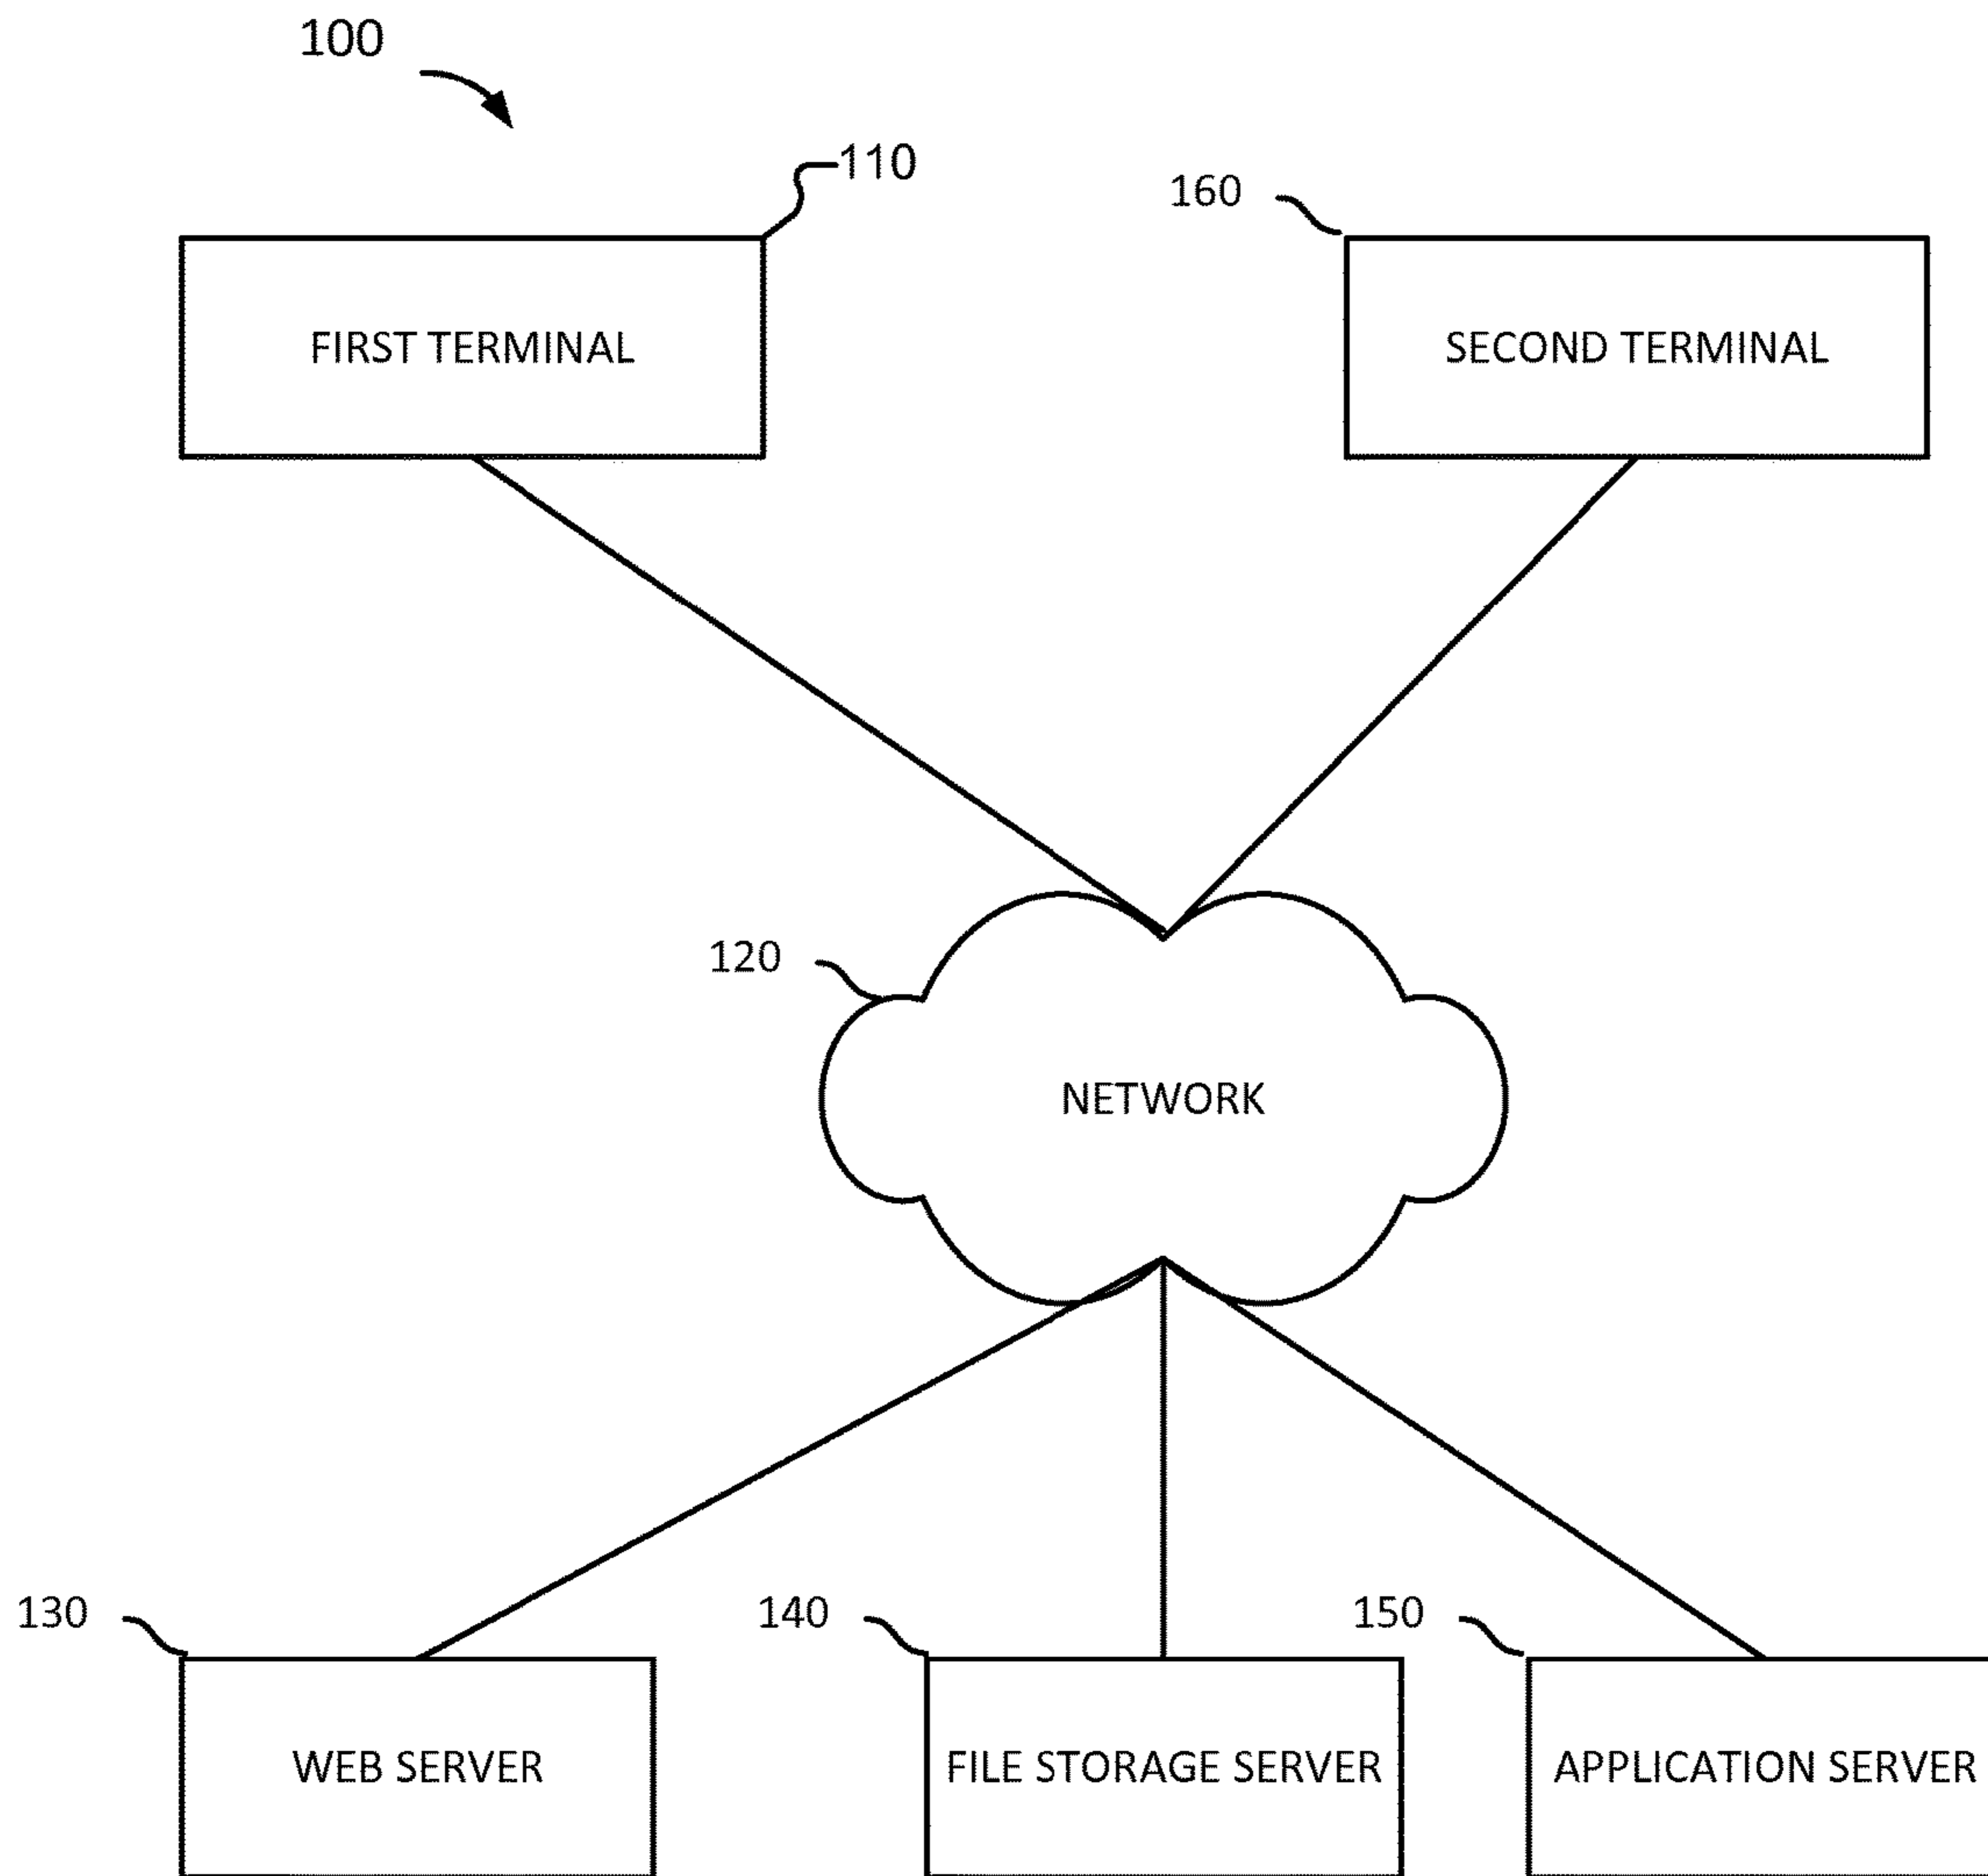 100
110
160
FIRST TERMINAL
SECOND TERMINAL
120
NETWORK
130
140
150
WEB SERVER
FILE STORAGE SERVER
APPLICATION SERVER